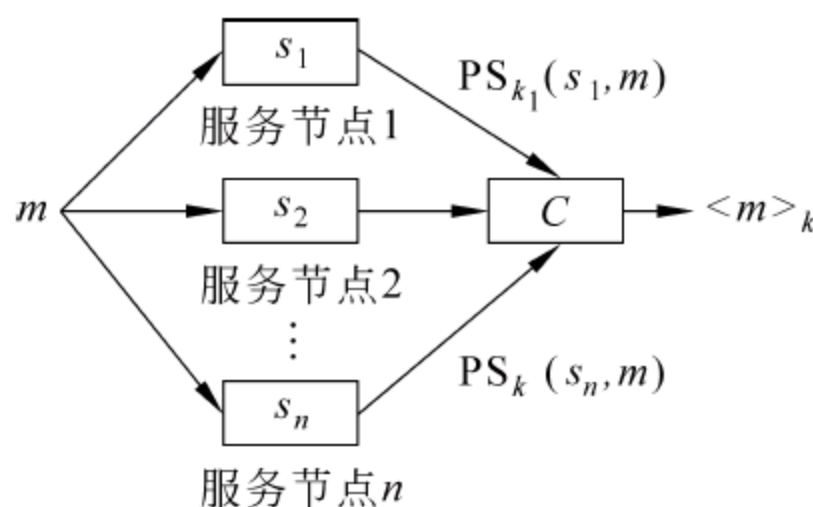 s₁
PSₖ₁(s₁,m)
服务节点1
m
s₂
C
<m>ₖ
服务节点2
⋮
PSₖ (sₙ,m)
sₙ
服务节点n